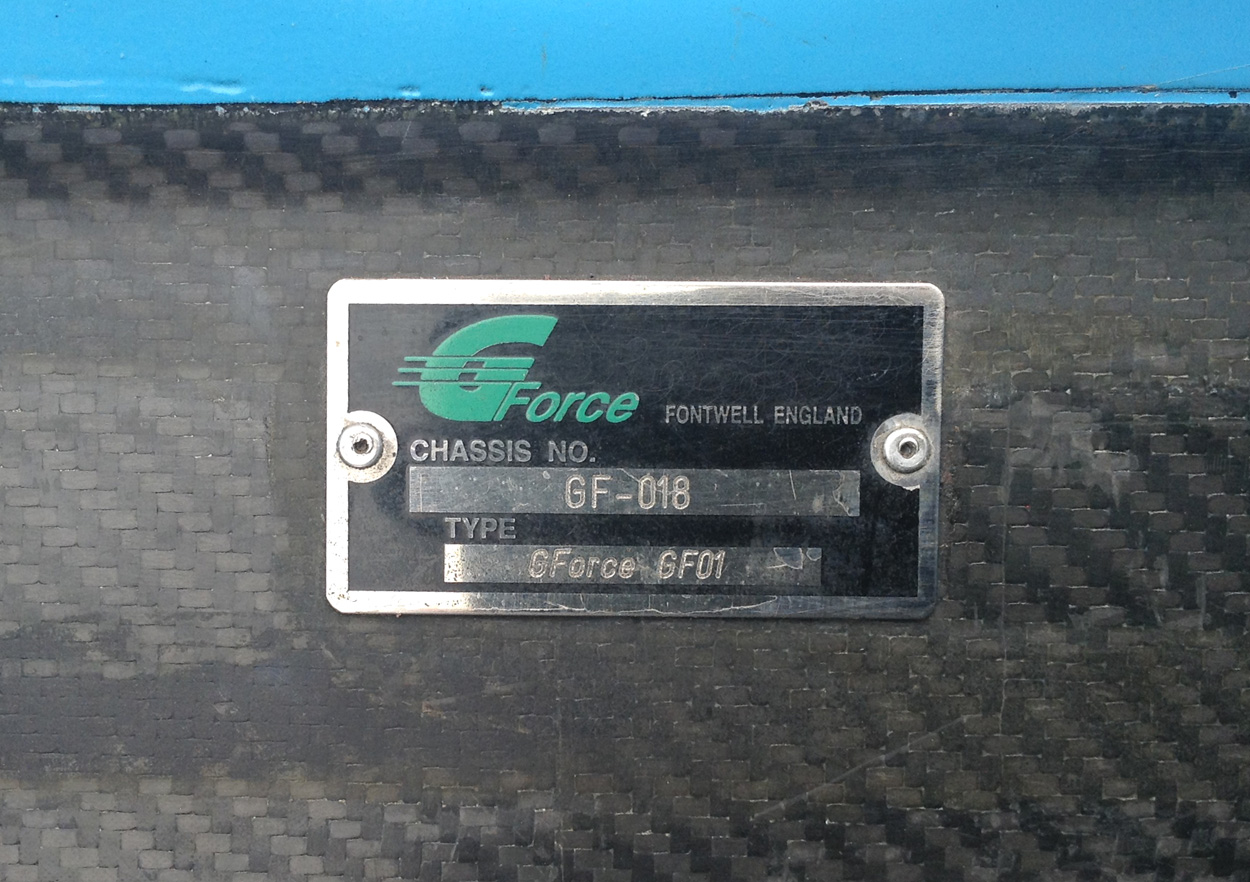 GForce
FONTWELL ENGLAND
CHASSIS NO.
GF-018
TYPE
GForce GF01